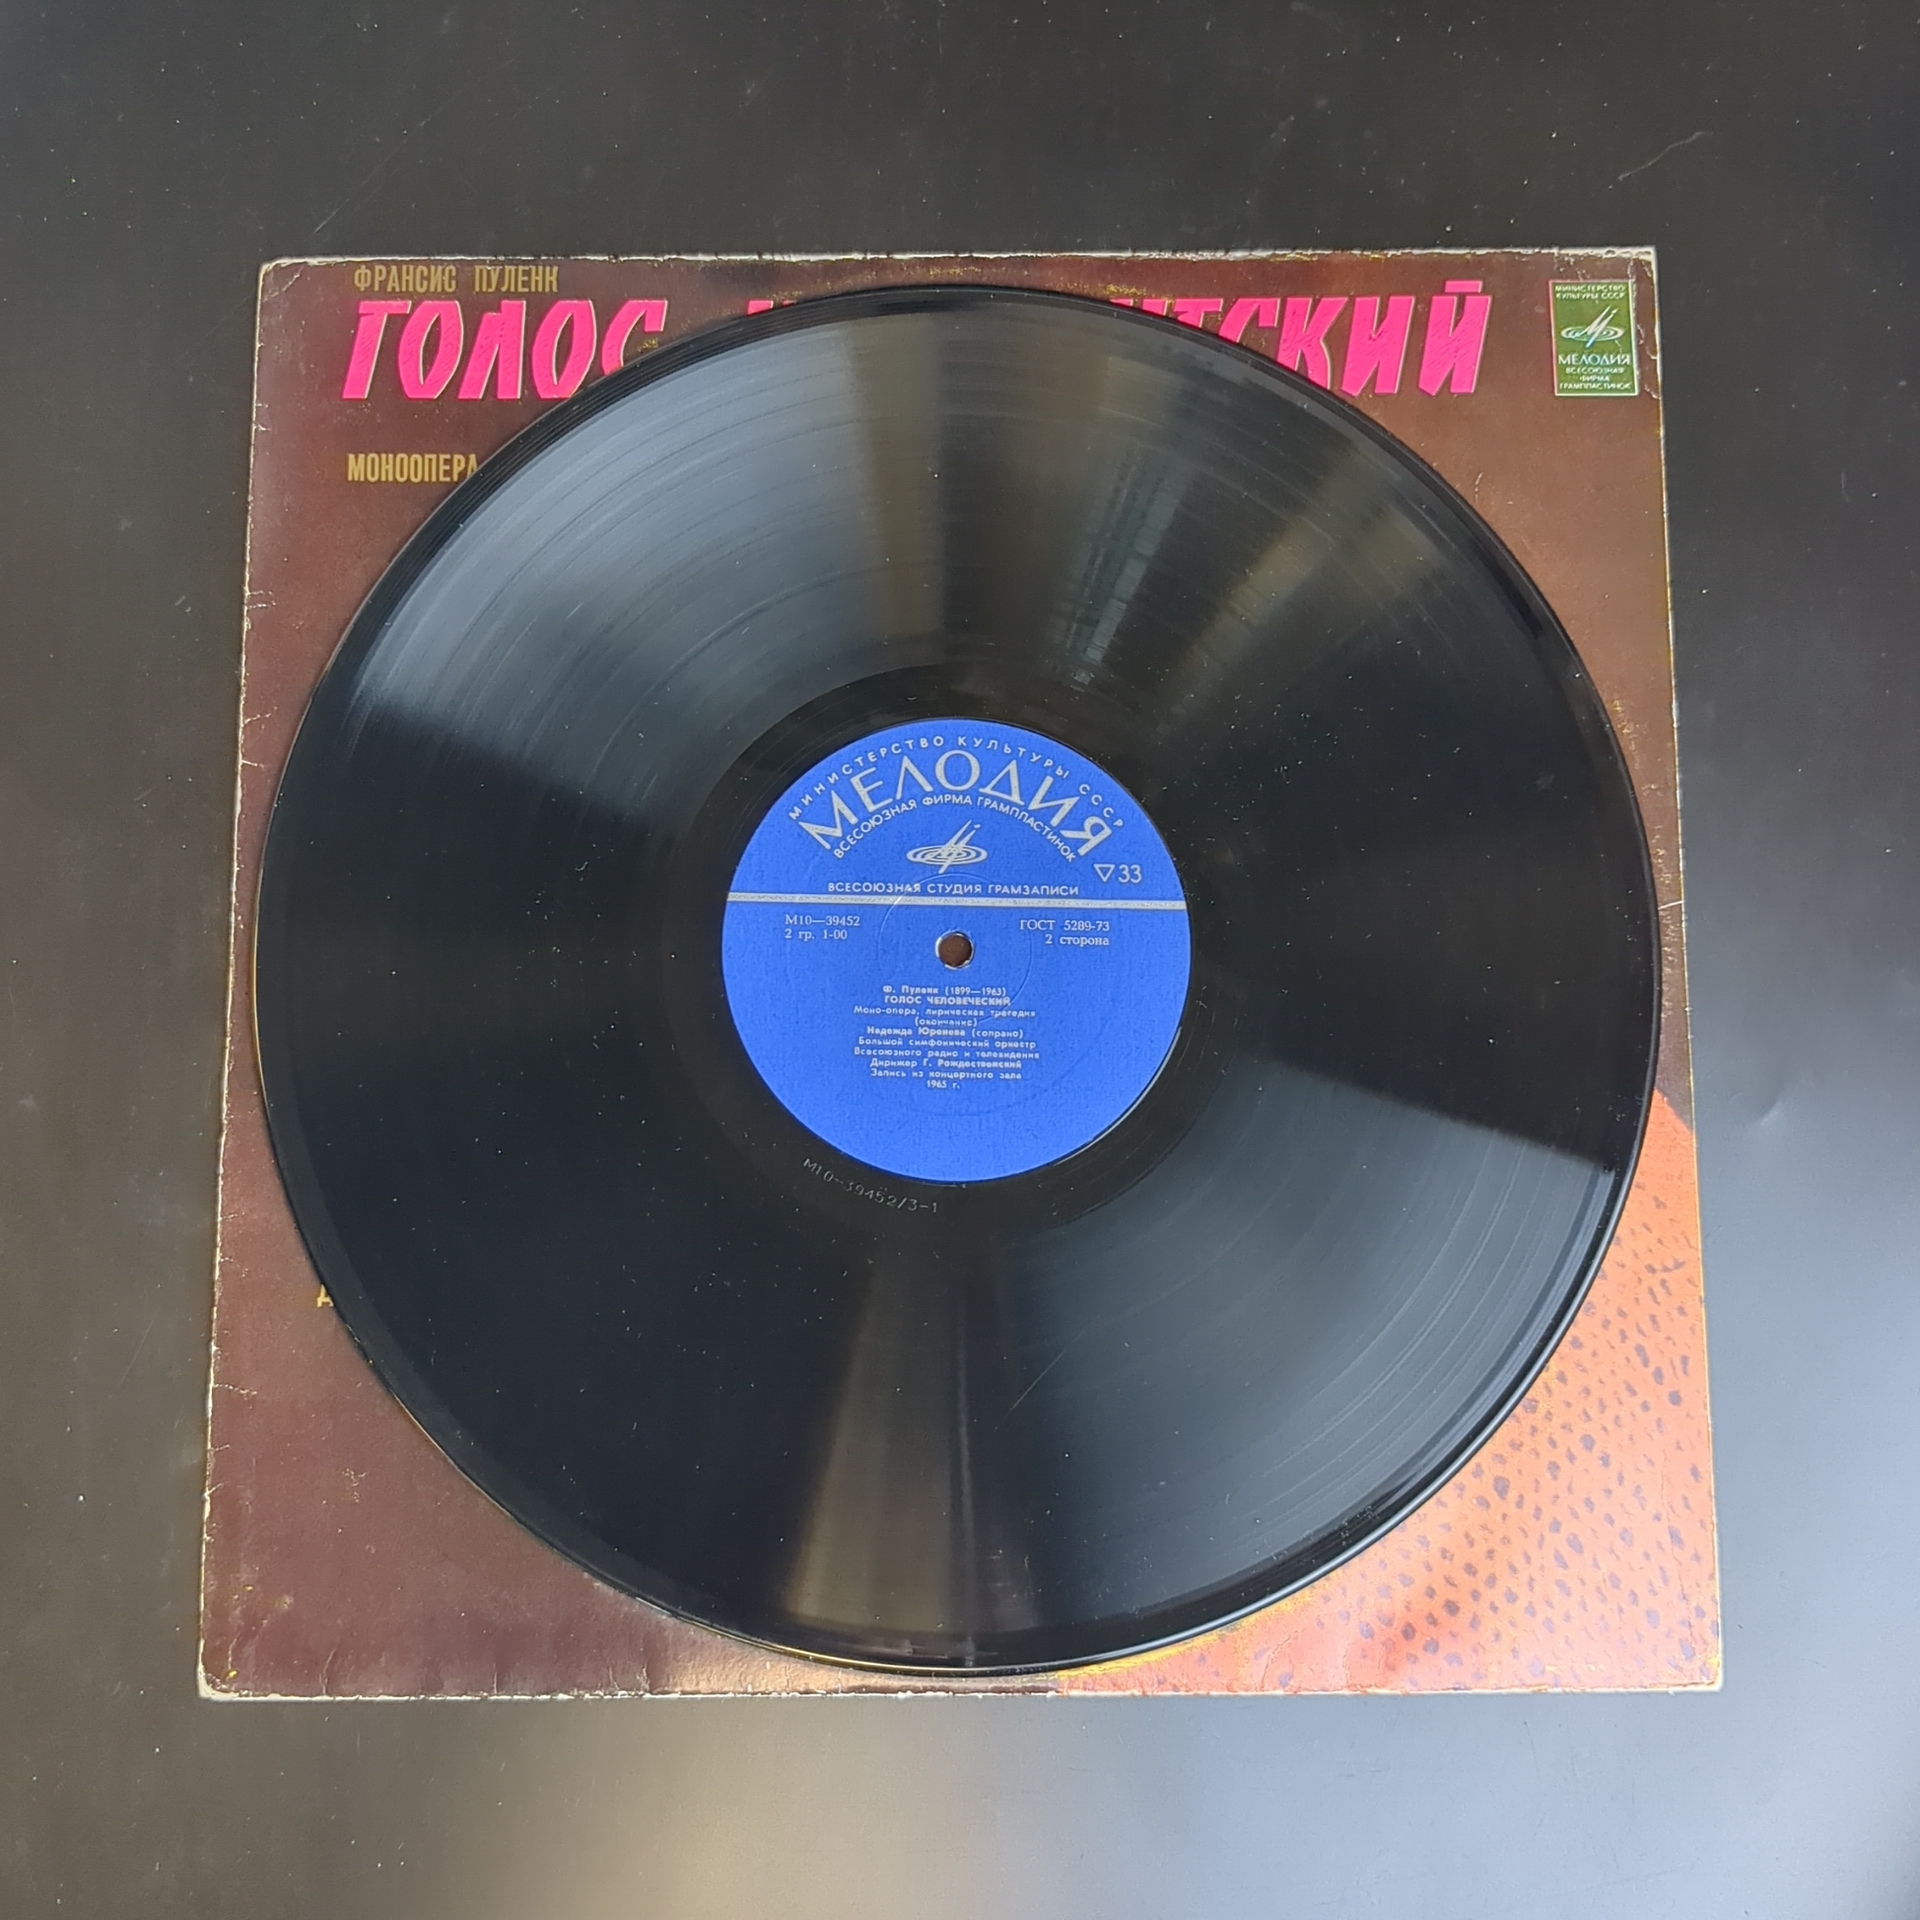 ФРАНСИС ПУЛЕНК
ГОЛОС
МОНООПЕРА
МИНИСТЕРСТВО
КУЛЬТУРЫ СССР
МЕЛОДИЯ
ВСЕСОЮЗНАЯ
ФИРМА
ГРАМПЛАСТИНОК
МИНИСТЕРСТВО КУЛЬТУРЫ СССР
МЕЛОДИЯ
ВСЕСОЮЗНАЯ ФИРМА ГРАМПЛАСТИНОК
33
ВСЕСОЮЗНАЯ СТУДИЯ ГРАМЗАПИСИ
М10—39452
2 гр. 1-00
ГОСТ 5289-73
2 сторона
Ф. Пуленк (1899—1963)
ГОЛОС ЧЕЛОВЕЧЕСКИЙ
Моно-опера, лирическая трагедия
(окончание)
Надежда Юренева (сопрано)
Большой симфонический оркестр
Всесоюзного радио и телевидения
Дирижер Г. Рождественский
Запись из концертного зала
1965 г.
М10-39452/3-1